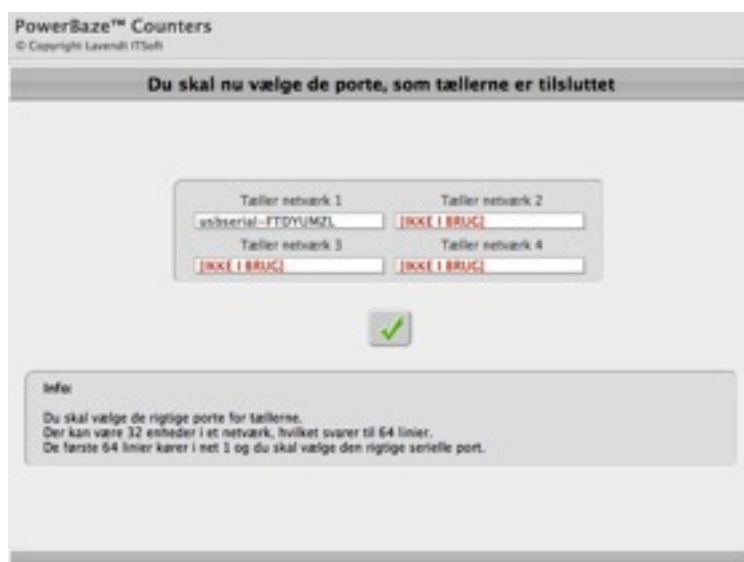 PowerBaze™ Counters
© Copyright Lavendt ITSoft
Du skal nu vælge de porte, som tællerne er tilsluttet
Tæller netværk 1
Tæller netværk 2
usbserial-FTDYUMZL
[IKKE I BRUG]
Tæller netværk 3
Tæller netværk 4
[IKKE I BRUG]
[IKKE I BRUG]
Info:
Du skal vælge de rigtige porte for tællerne.
Der kan være 32 enheder i et netværk, hvilket svarer til 64 linier.
De første 64 linier kører i net 1 og du skal vælge den rigtige serielle port.